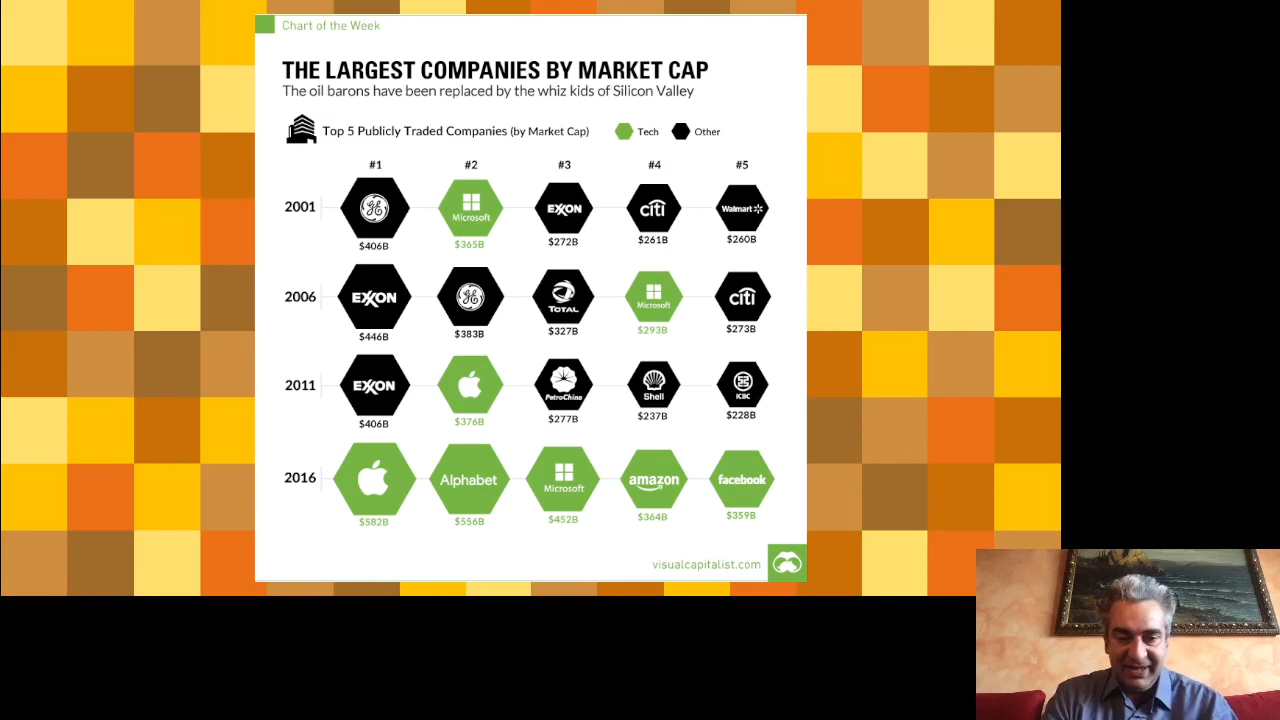 Chart of the Week
THE LARGEST COMPANIES BY MARKET CAP
The oil barons have been replaced by the whiz kids of Silicon Valley
Top 5 Publicly Traded Companies (by Market Cap) Tech Other
#1 #2 #3 #4 #5
2001 GE Microsoft EXXON citi Walmart
$406B $365B $272B $261B $260B
2006 EXXON GE TOTAL Microsoft citi
$446B $383B $327B $293B $273B
2011 EXXON PetroChina Shell ICBC
$406B $376B $277B $237B $228B
2016 Alphabet Microsoft amazon facebook
$582B $556B $452B $364B $359B
visualcapitalist.com